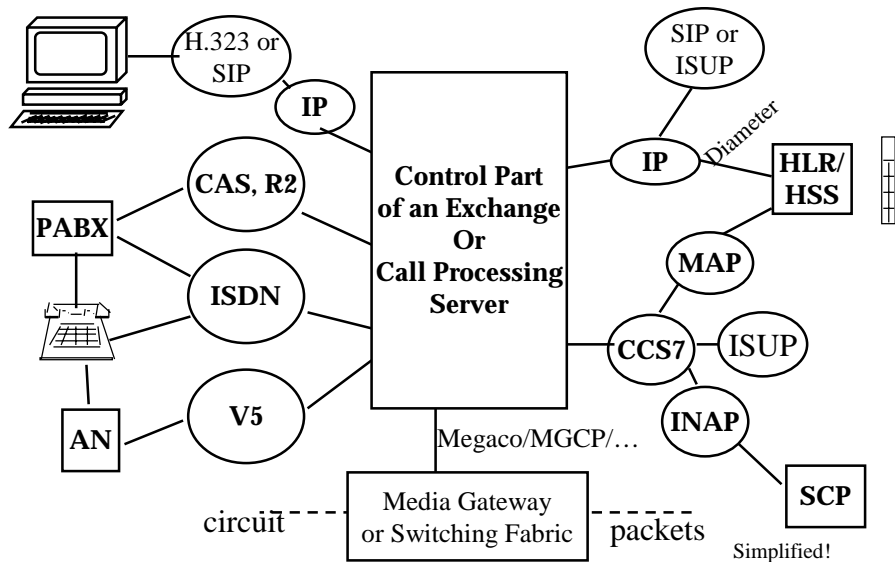 H.323 or
SIP
IP
SIP or
ISUP
IP
Diameter
HLR/
HSS
CAS, R2
Control Part
of an Exchange
Or
Call Processing
Server
PABX
MAP
ISDN
CCS7
ISUP
V5
AN
INAP
Megaco/MGCP/…
SCP
circuit
Media Gateway
or Switching Fabric
packets
Simplified!